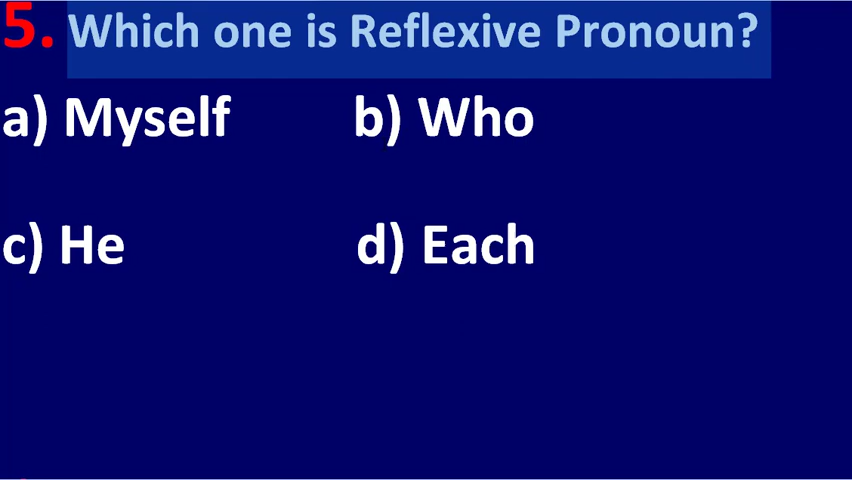 5. Which one is Reflexive Pronoun?
a) Myself b) Who
c) He d) Each